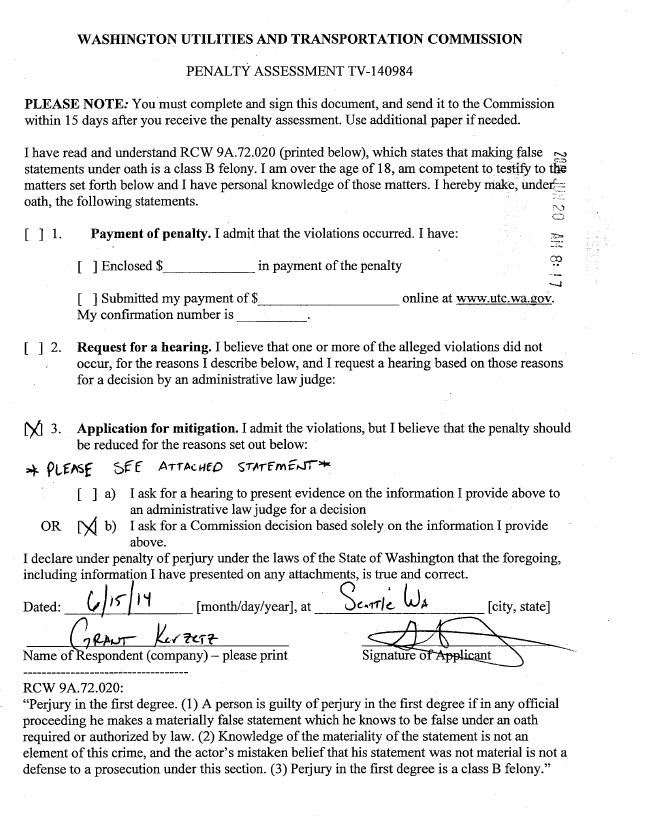 WASHINGTON UTILITIES AND TRANSPORTATION COMMISSION
PENALTY ASSESSMENT TV-140984
PLEASE NOTE: You must complete and sign this document, and send it to the Commission
within 15 days after you receive the penalty assessment. Use additional paper if needed.
I have read and understand RCW 9A.72.020 (printed below), which states that making false
statements under oath is a class B felony. I am over the age of 18, am competent to testify to the
matters set forth below and I have personal knowledge of those matters. I hereby make, under
oath, the following statements.
[ ] 1. Payment of penalty. I admit that the violations occurred. I have:
[ ] Enclosed $____________ in payment of the penalty
[ ] Submitted my payment of $__________________ online at www.utc.wa.gov.
My confirmation number is _________.
[ ] 2. Request for a hearing. I believe that one or more of the alleged violations did not
occur, for the reasons I describe below, and I request a hearing based on those reasons
for a decision by an administrative law judge:
[X] 3. Application for mitigation. I admit the violations, but I believe that the penalty should
be reduced for the reasons set out below:
* PLEASE SEE ATTACHED STATEMENT *
[ ] a) I ask for a hearing to present evidence on the information I provide above to
an administrative law judge for a decision
OR [X] b) I ask for a Commission decision based solely on the information I provide
above.
I declare under penalty of perjury under the laws of the State of Washington that the foregoing,
including information I have presented on any attachments, is true and correct.
Dated: 6/15/14 [month/day/year], at Seattle WA [city, state]
GRANT
Name of Respondent (company) – please print Signature of Applicant
-----------------------------------
RCW 9A.72.020:
“Perjury in the first degree. (1) A person is guilty of perjury in the first degree if in any official
proceeding he makes a materially false statement which he knows to be false under an oath
required or authorized by law. (2) Knowledge of the materiality of the statement is not an
element of this crime, and the actor's mistaken belief that his statement was not material is not a
defense to a prosecution under this section. (3) Perjury in the first degree is a class B felony.”
20 AM 8:17